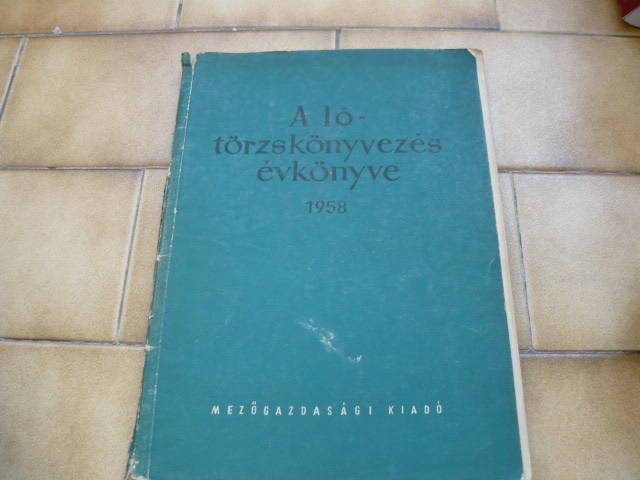 A ló-
törzskönyvezés
évkönyve
1958
MEZŐGAZDASÁGI KIADÓ